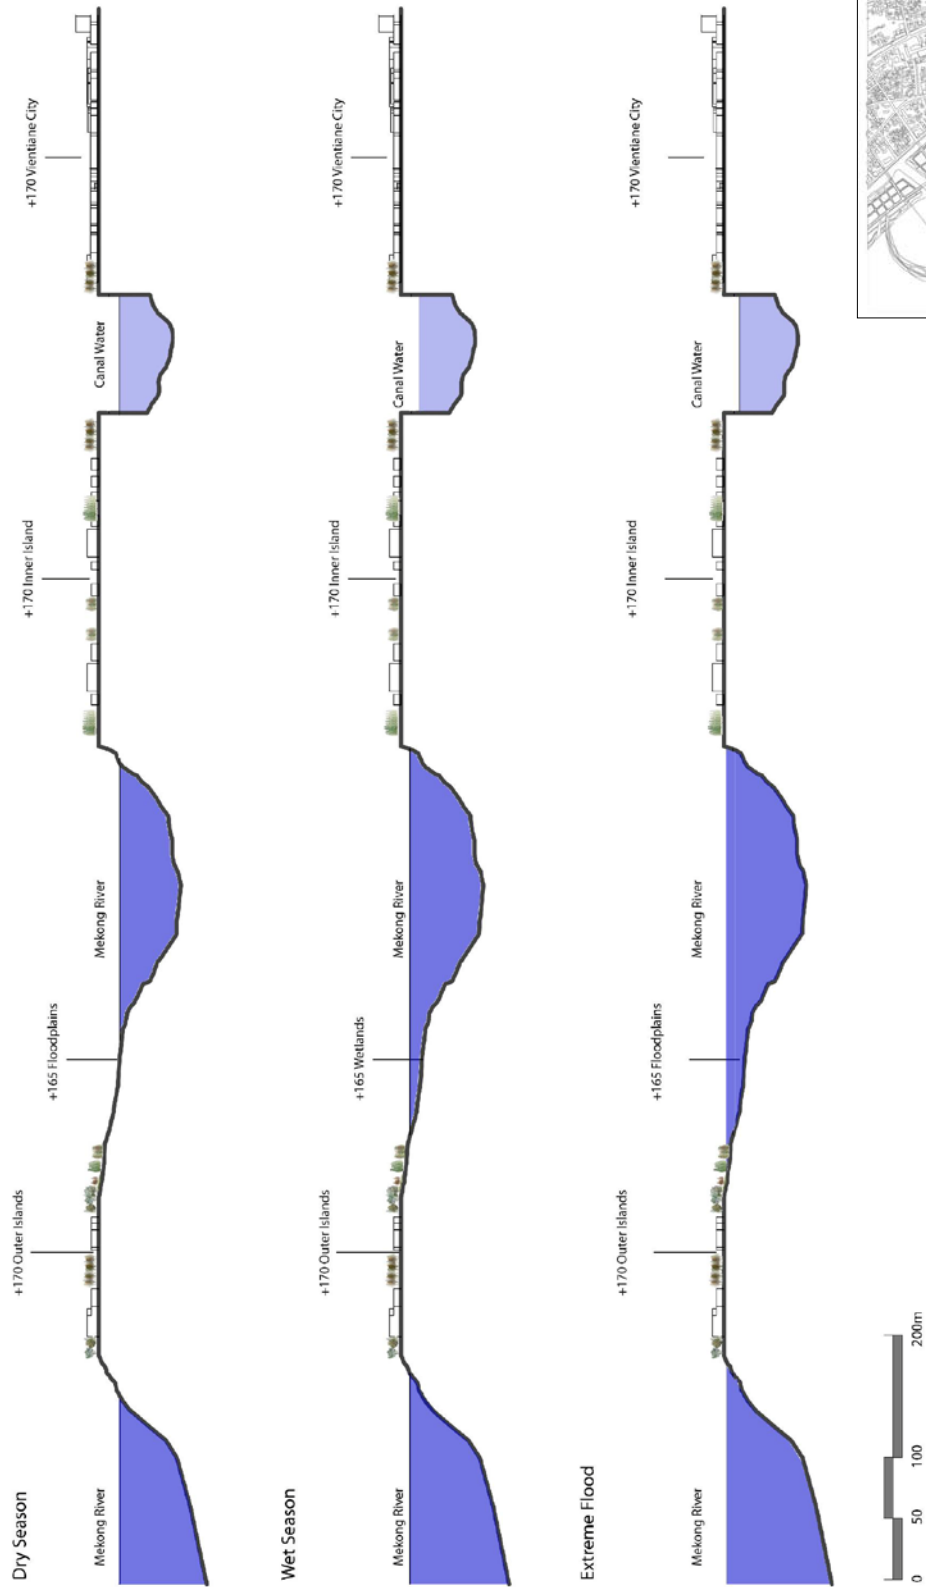 Dry Season
+170 Outer Islands
+165 Floodplains
+170 Inner Island
+170 Vientiane City
Mekong River
Mekong River
Canal Water
Wet Season
+170 Outer Islands
+165 Wetlands
+170 Inner Island
+170 Vientiane City
Mekong River
Mekong River
Canal Water
Extreme Flood
+170 Outer Islands
+165 Floodplains
+170 Inner Island
+170 Vientiane City
Mekong River
Mekong River
Canal Water
0 50 100 200m